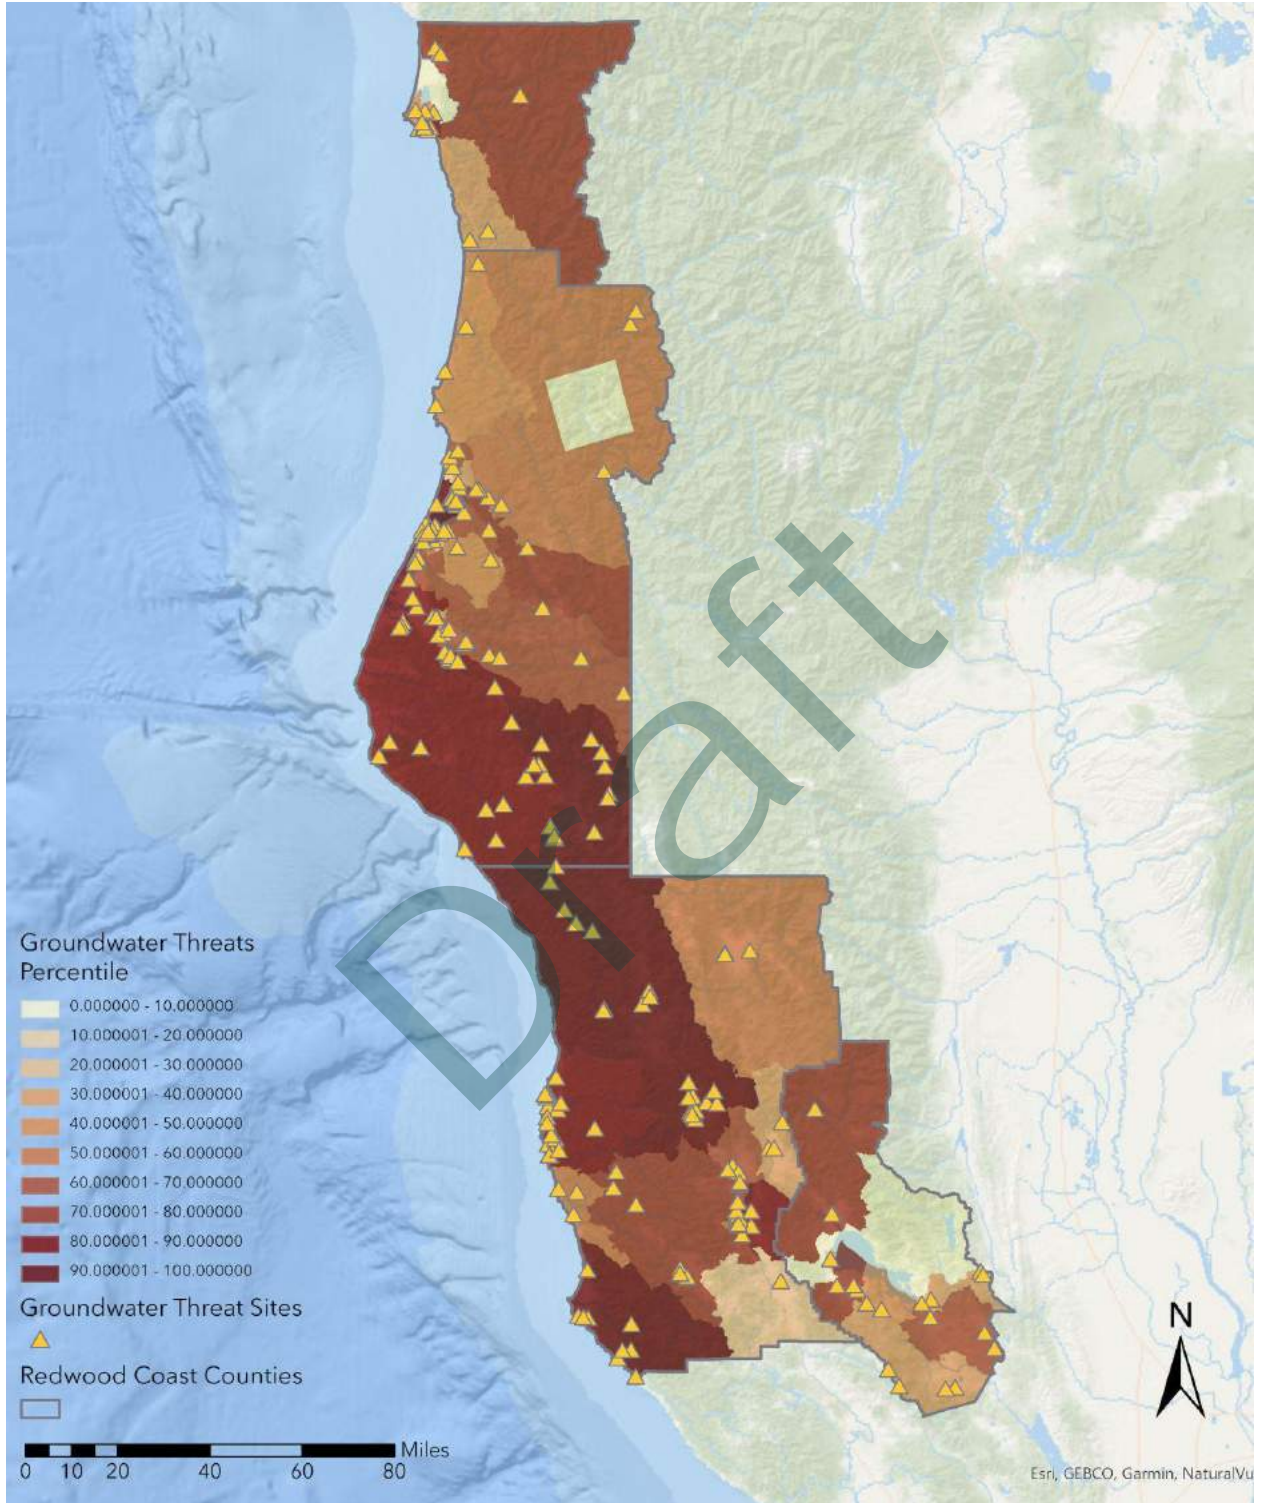 Draft
Groundwater Threats
Percentile
0.000000 - 10.000000
10.000001 - 20.000000
20.000001 - 30.000000
30.000001 - 40.000000
40.000001 - 50.000000
50.000001 - 60.000000
60.000001 - 70.000000
70.000001 - 80.000000
80.000001 - 90.000000
90.000001 - 100.000000
Groundwater Threat Sites
Redwood Coast Counties
N
Miles
0 10 20 40 60 80
Esri, GEBCO, Garmin, NaturalVu